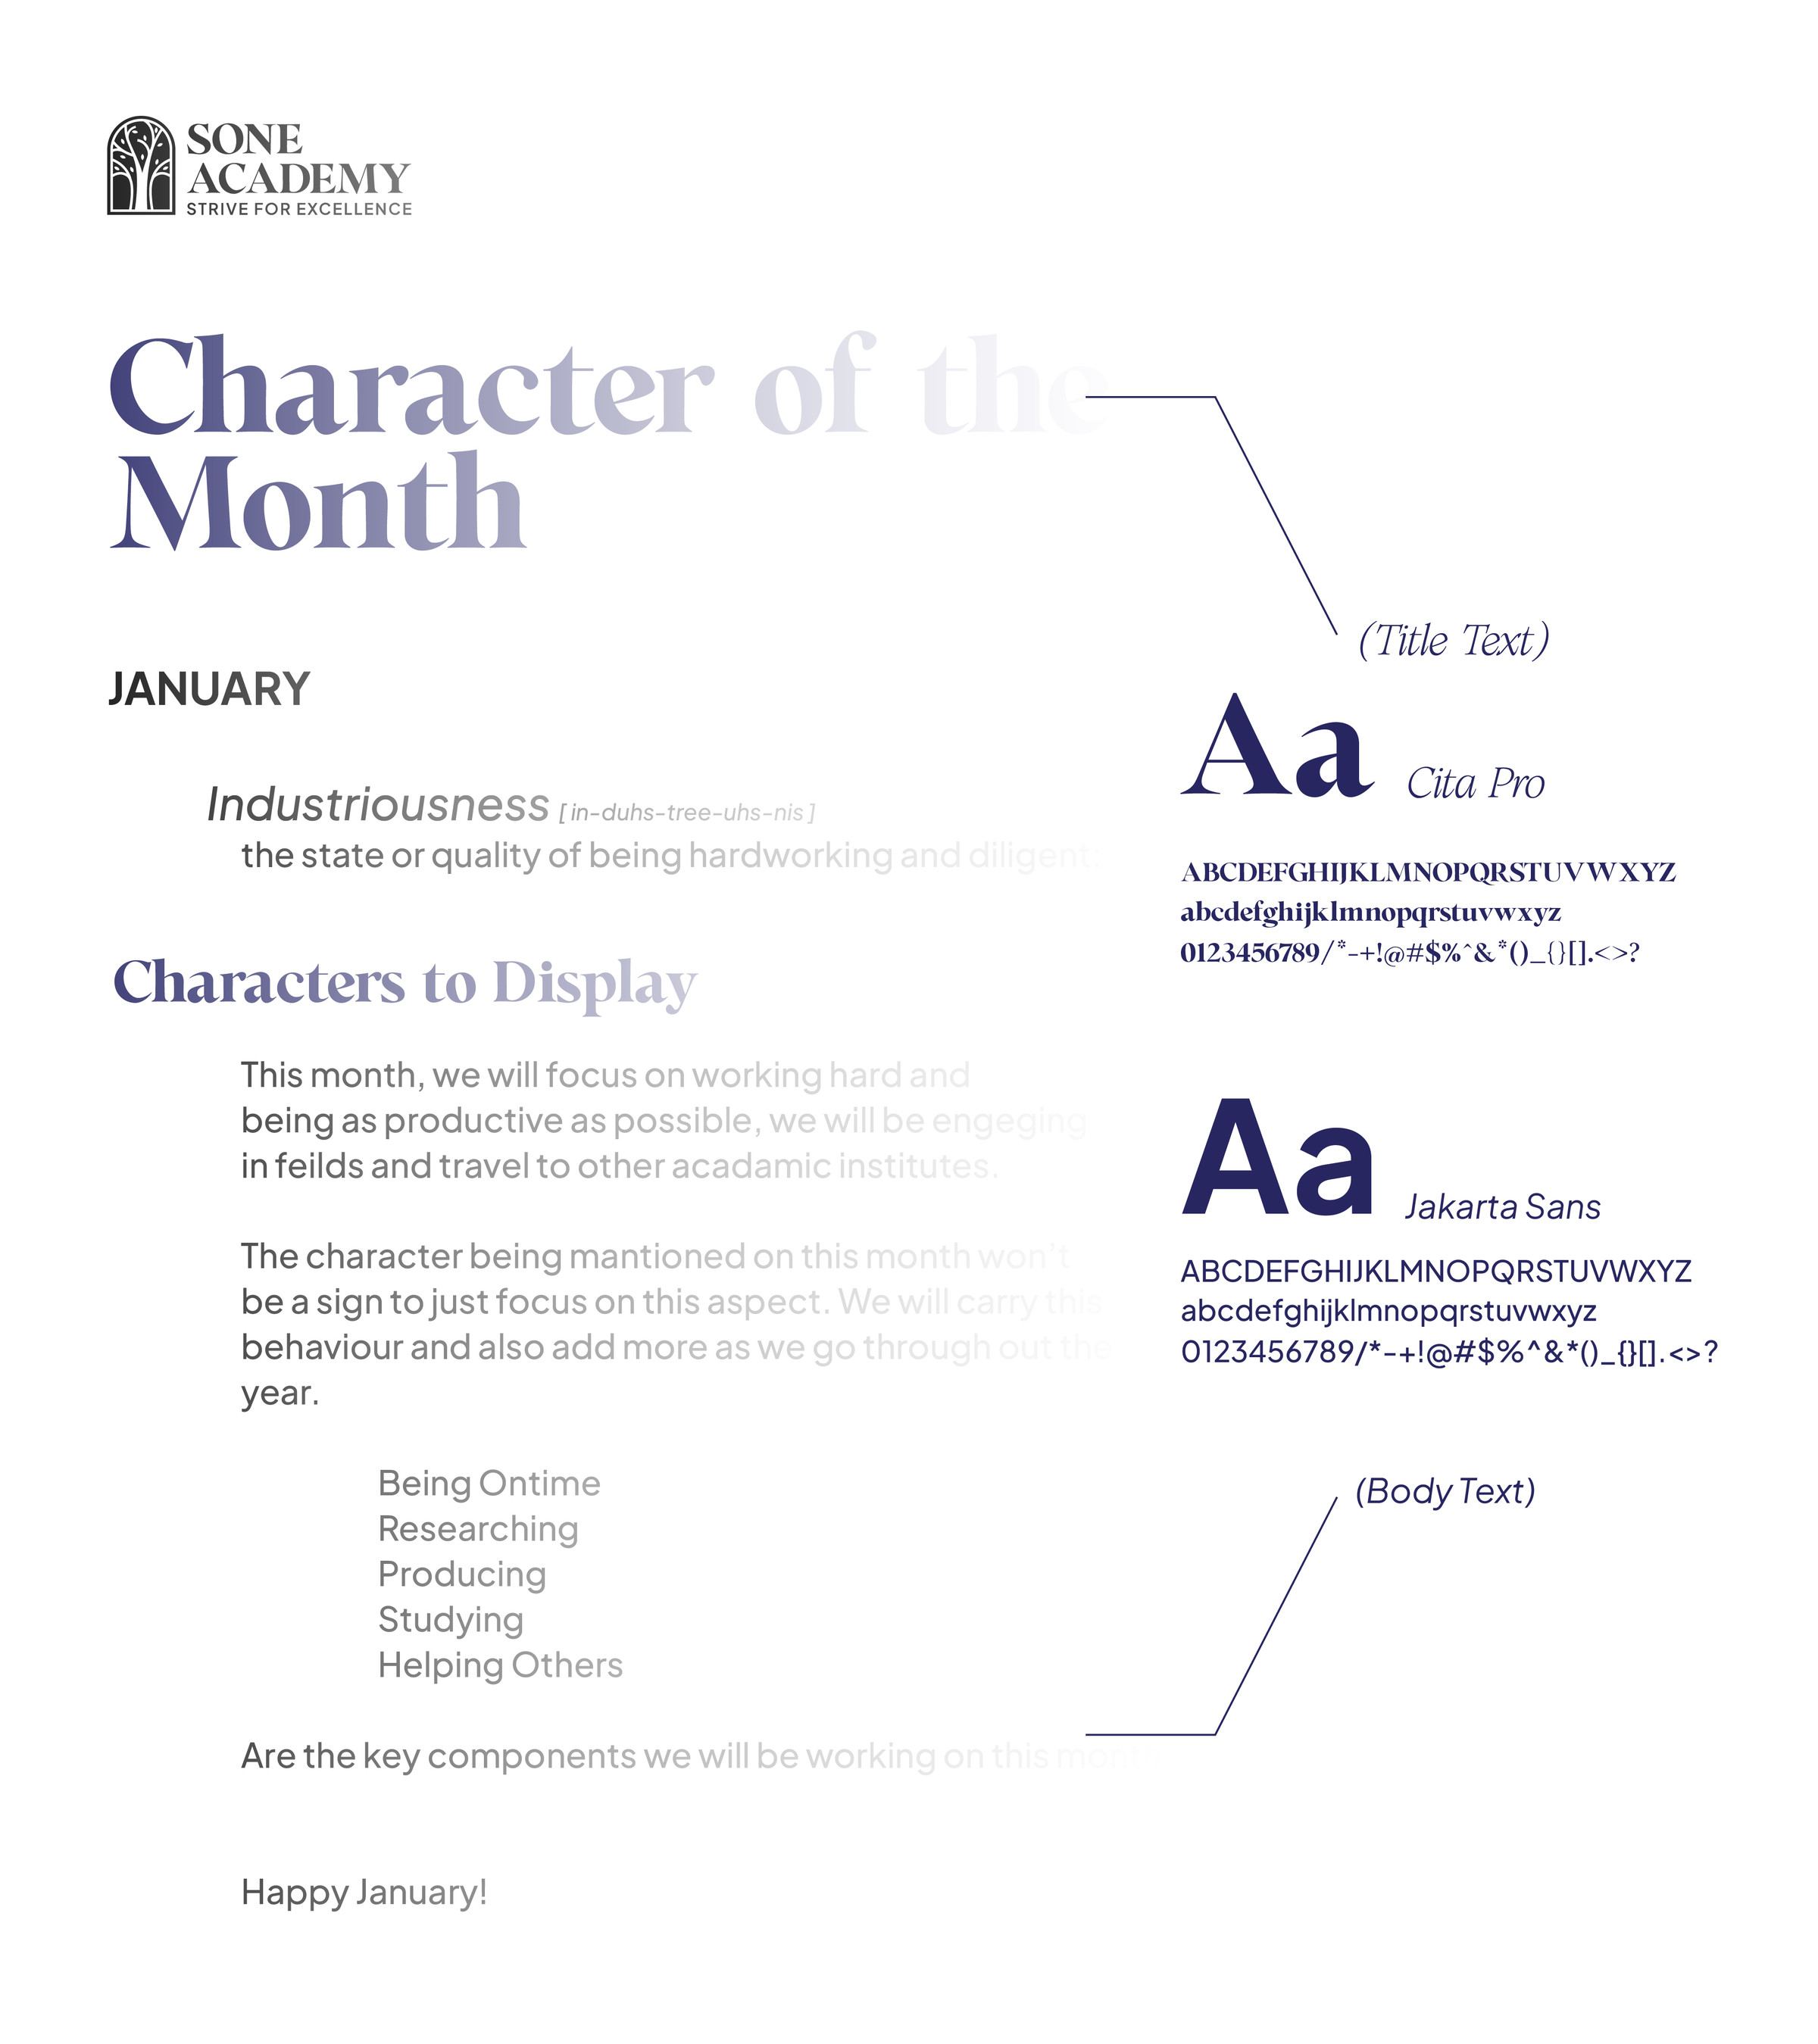 SONE
ACADEMY
STRIVE FOR EXCELLENCE
Character of the
Month
JANUARY
Industriousness [ in-duhs-tree-uhs-nis ]
the state or quality of being hardworking and diligent:
Characters to Display
This month, we will focus on working hard and
being as productive as possible, we will be engeging
in feilds and travel to other acadamic institutes.
The character being mantioned on this month won't
be a sign to just focus on this aspect. We will carry this
behaviour and also add more as we go through out the
year.
Being Ontime
Researching
Producing
Studying
Helping Others
Are the key components we will be working on this
Happy January!
(Title Text)
Aa Cita Pro
ABCDEFGHIJKLMNOPQRSTUVWXYZ
abcdefghijklmnopqrstuvwxyz
0123456789/*-+!@#$%^&*()_{}[].<>?
Aa Jakarta Sans
ABCDEFGHIJKLMNOPQRSTUVWXYZ
abcdefghijklmnopqrstuvwxyz
0123456789/*-+!@#$%^&*()_{}[].<>?
(Body Text)